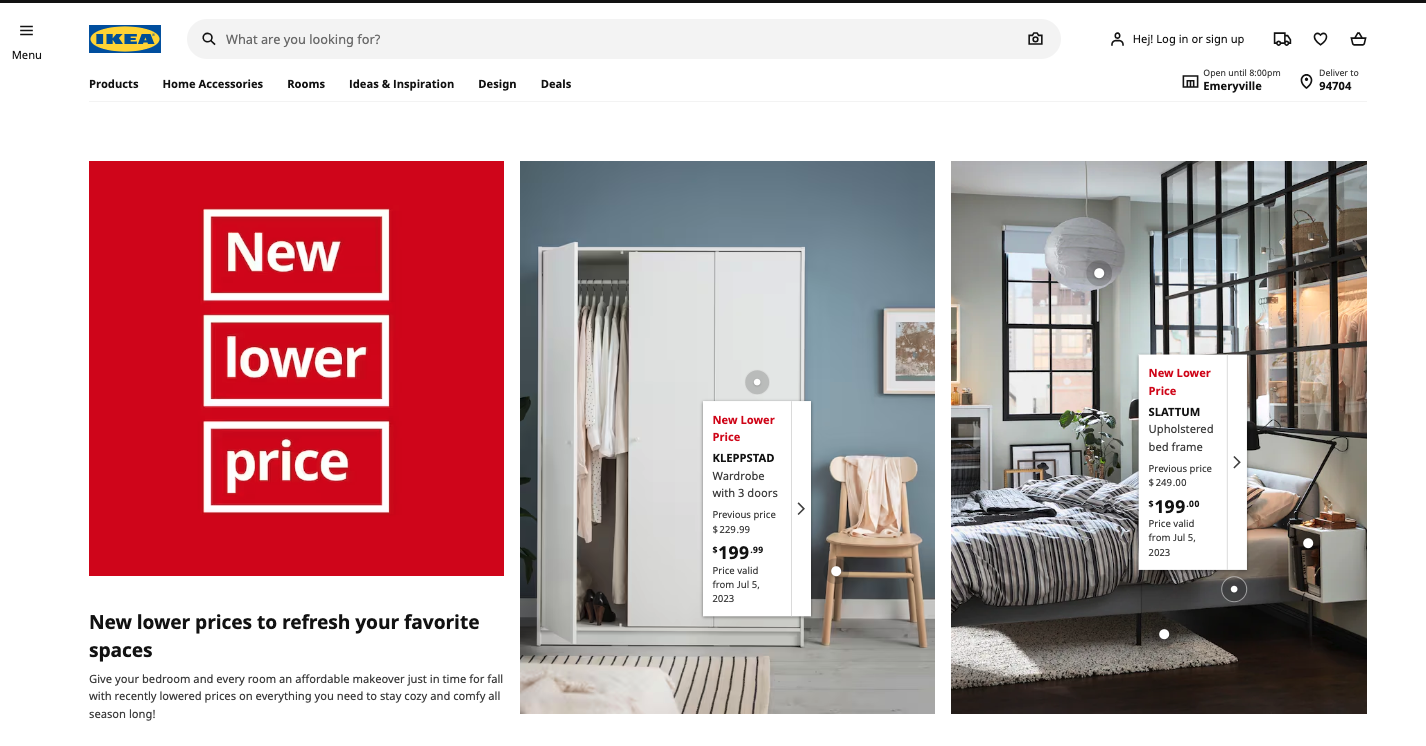 Menu
IKEA
What are you looking for?
Hej! Log in or sign up
Products
Home Accessories
Rooms
Ideas & Inspiration
Design
Deals
Open until 8:00pm
Emeryville
Deliver to
94704
New
lower
price
New lower prices to refresh your favorite
spaces
Give your bedroom and every room an affordable makeover just in time for fall
with recently lowered prices on everything you need to stay cozy and comfy all
season long!
New Lower
Price
KLEPPSTAD
Wardrobe
with 3 doors
Previous price
$229.99
$199.99
Price valid
from Jul 5,
2023
New Lower
Price
SLATTUM
Upholstered
bed frame
Previous price
$249.00
$199.00
Price valid
from Jul 5,
2023